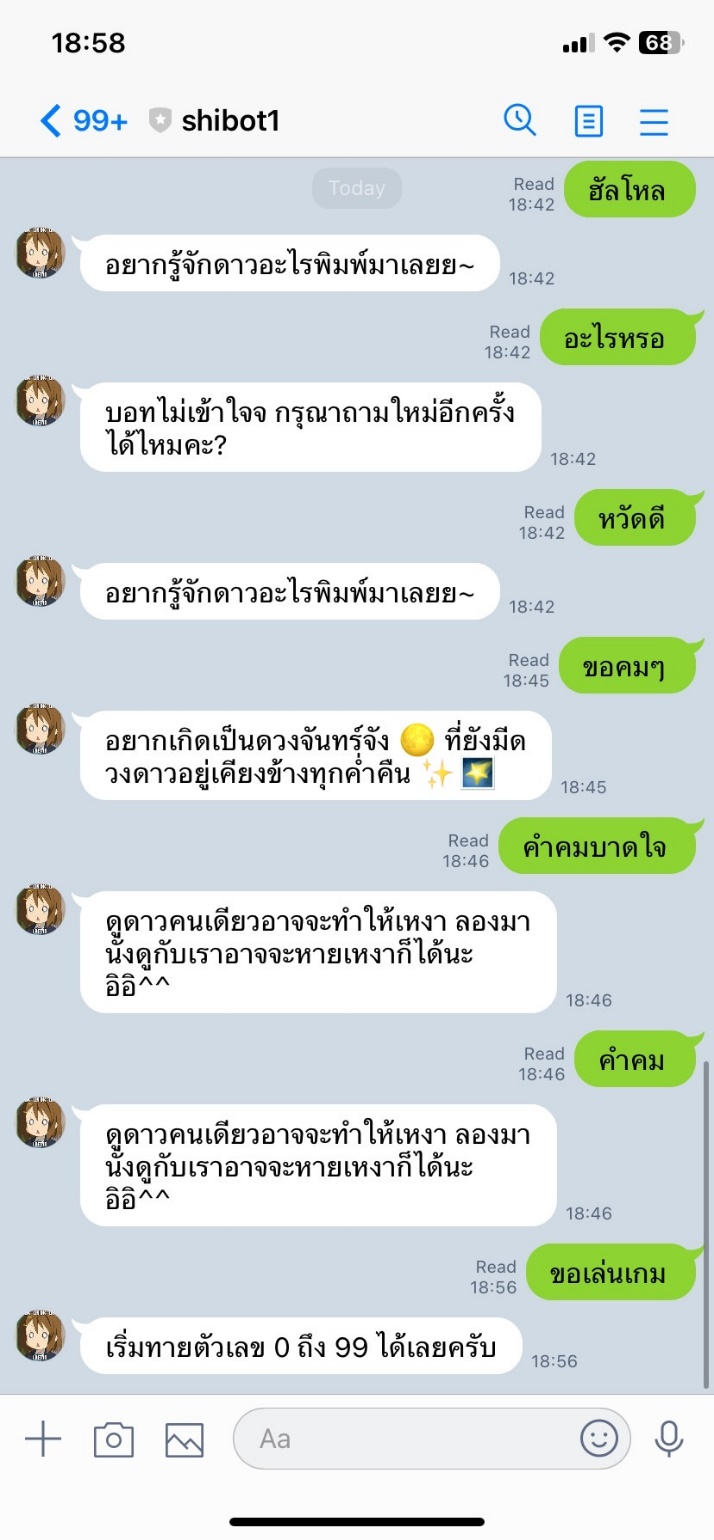 18:58
68
99+
shibot1
Today
Read
18:42
ฮัลโหล
อยากรู้จักดาวอะไรพิมพ์มาเลยย~
18:42
Read
18:42
อะไรหรอ
บอทไม่เข้าใจจ กรุณาถามใหม่อีกครั้ง
ได้ไหมคะ?
18:42
Read
18:42
หวัดดี
อยากรู้จักดาวอะไรพิมพ์มาเลยย~
18:42
Read
18:45
ขอคมๆ
อยากเกิดเป็นดวงจันทร์จัง 🌕 ที่ยังมีด
วงดาวอยู่เคียงข้างทุกค่ำคืน ✨ 🌠
18:45
Read
18:46
คำคมบาดใจ
ดูดาวคนเดียวอาจจะทำให้เหงา ลองมา
นั่งดูกับเราอาจจะหายเหงาก็ได้นะ
อิอิ^^
18:46
Read
18:46
คำคม
ดูดาวคนเดียวอาจจะทำให้เหงา ลองมา
นั่งดูกับเราอาจจะหายเหงาก็ได้นะ
อิอิ^^
18:46
Read
18:56
ขอเล่นเกม
เริ่มทายตัวเลข 0 ถึง 99 ได้เลยครับ
18:56
Aa